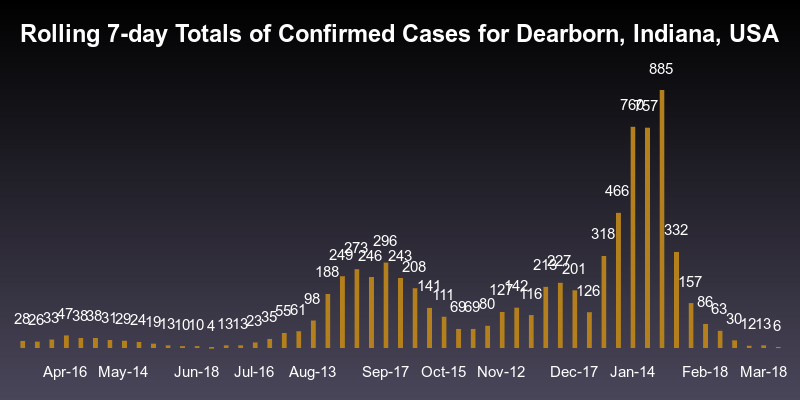 Rolling 7-day Totals of Confirmed Cases for Dearborn, Indiana, USA
28 26 33 47 38 38 31 29 24 19 13 10 10 4 13 13 23 35 55 61 98 188 249 273 246 296 243 208 141 111 69 69 80 127 142 116 227 201 126 318 466 760 757 885 332 157 86 63 30 12 13 6
Apr-16 May-14 Jun-18 Jul-16 Aug-13 Sep-17 Oct-15 Nov-12 Dec-17 Jan-14 Feb-18 Mar-18